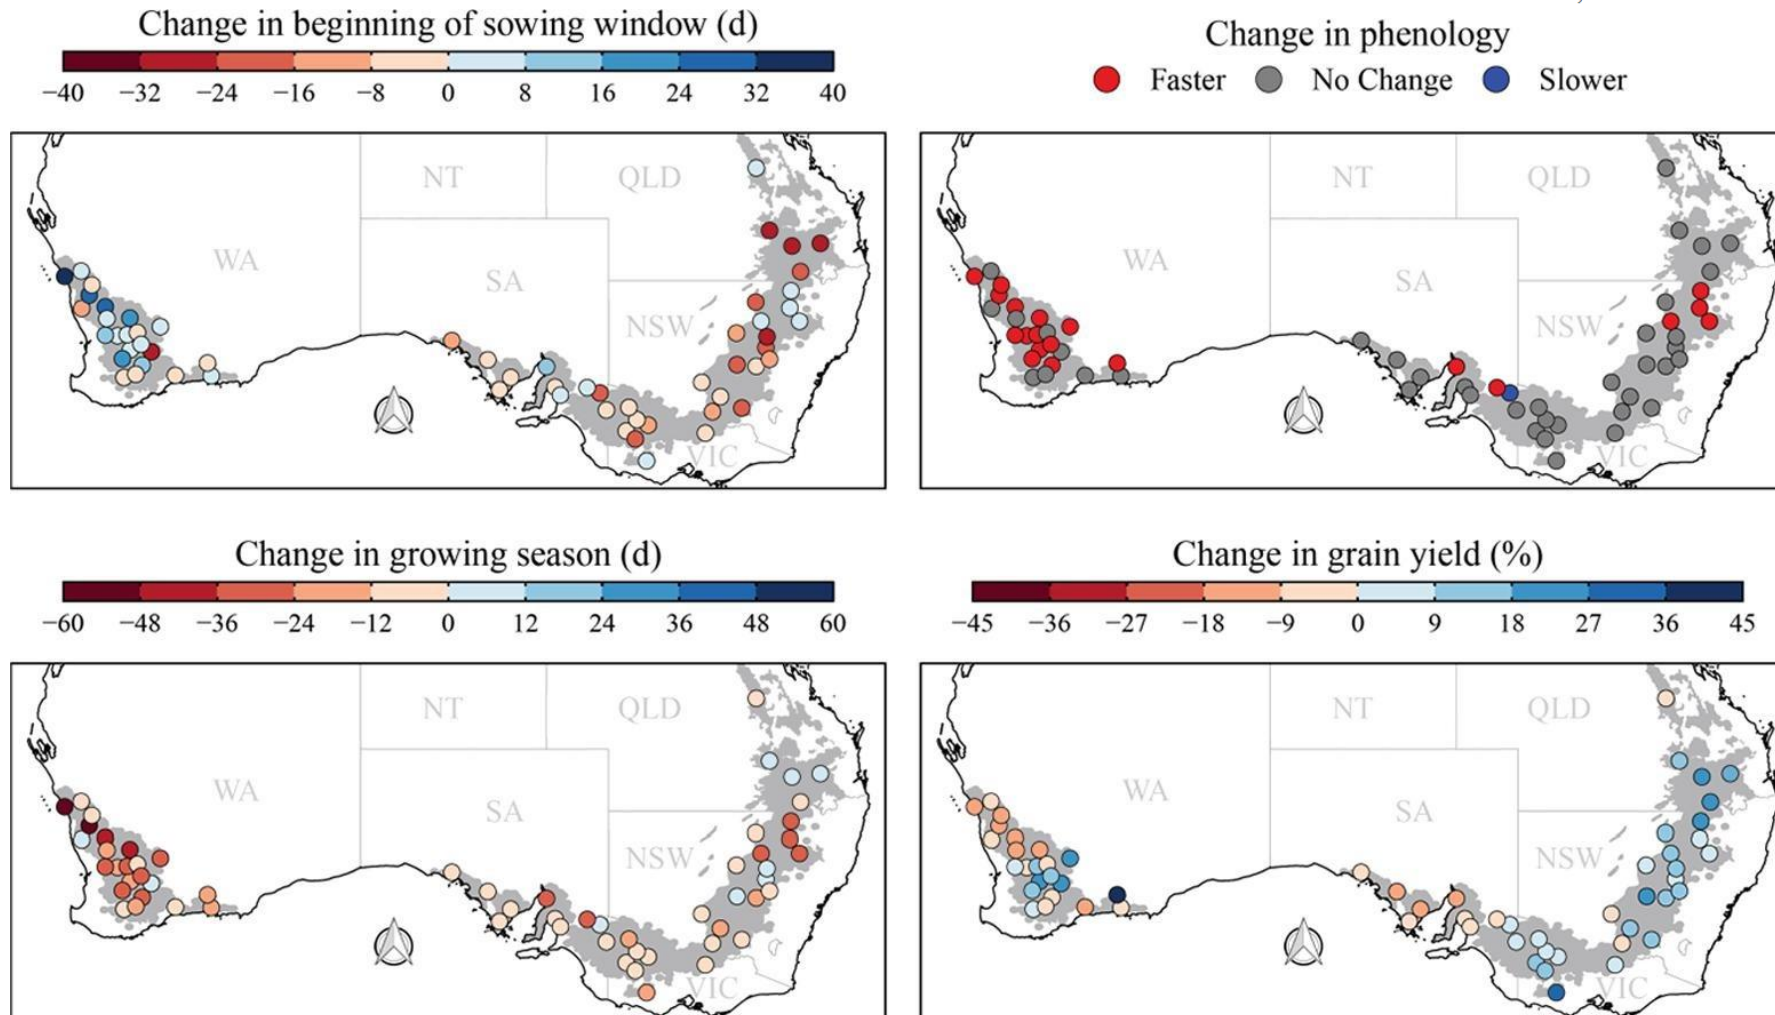 Change in beginning of sowing window (d)
−40 −32 −24 −16 −8 0 8 16 24 32 40
NT QLD
WA
SA
NSW
VIC
Change in phenology
Faster No Change Slower
NT QLD
WA
SA
NSW
VIC
Change in growing season (d)
−60 −48 −36 −24 −12 0 12 24 36 48 60
NT QLD
WA
SA
NSW
VIC
Change in grain yield (%)
−45 −36 −27 −18 −9 0 9 18 27 36 45
NT QLD
WA
SA
NSW
VIC